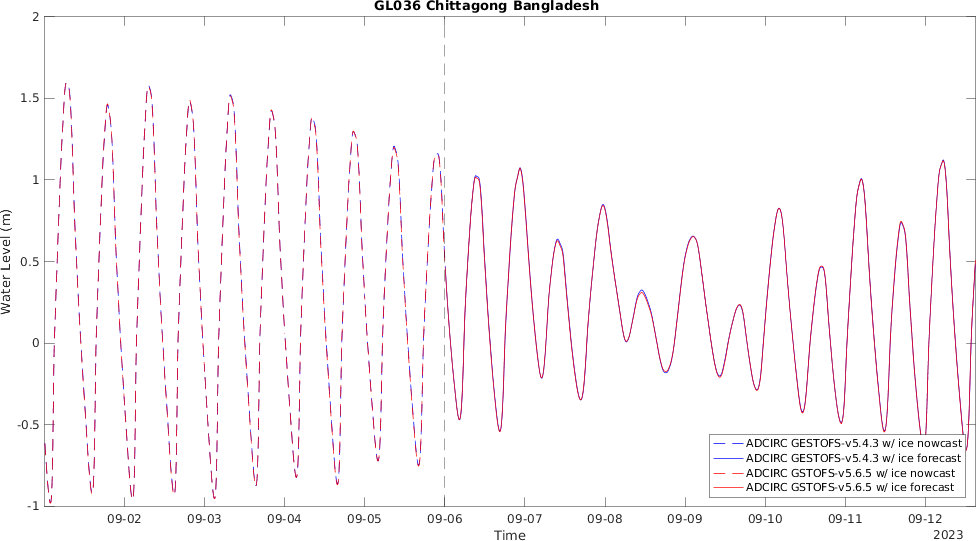 GL036 Chittagong Bangladesh
2
1.5
1
0.5
0
-0.5
-1
Water Level (m)
09-02 09-03 09-04 09-05 09-06 09-07 09-08 09-09 09-10 09-11 09-12
Time
2023
ADCIRC GESTOFS-v5.4.3 w/ ice nowcast
ADCIRC GESTOFS-v5.4.3 w/ ice forecast
ADCIRC GSTOFS-v5.6.5 w/ ice nowcast
ADCIRC GSTOFS-v5.6.5 w/ ice forecast